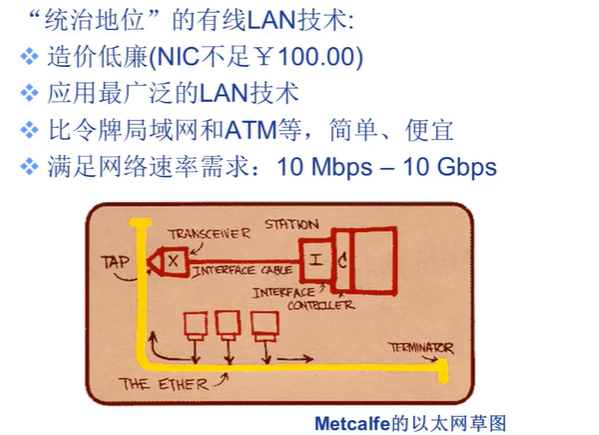 “统治地位”的有线LAN技术:
造价低廉(NIC不足￥100.00)
应用最广泛的LAN技术
比令牌局域网和ATM等，简单、便宜
满足网络速率需求：10 Mbps – 10 Gbps
STATION
TRANSCEIVER
TAP
X
I
C
INTERFACE CABLE
INTERFACE
CONTROLLER
TERMINATOR
THE ETHER
Metcalfe的以太网草图